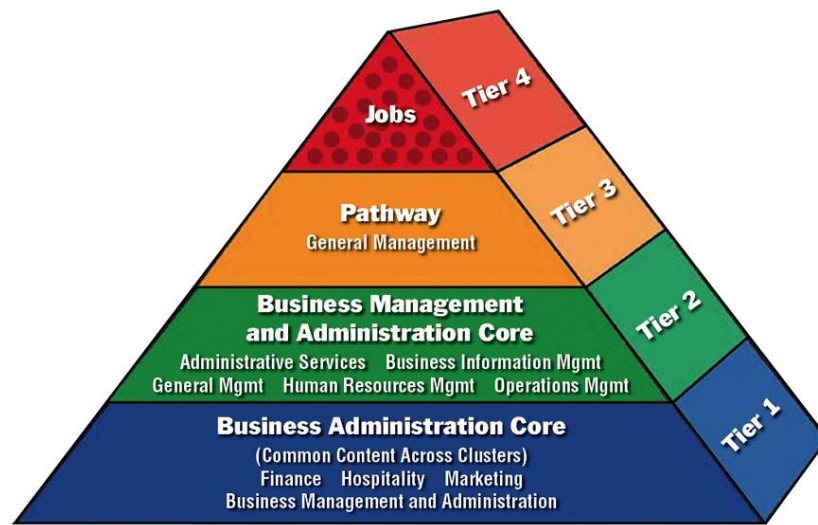 Jobs
Tier 4
Pathway
General Management
Tier 3
Business Management
and Administration Core
Administrative Services Business Information Mgmt
General Mgmt Human Resources Mgmt Operations Mgmt
Tier 2
Business Administration Core
(Common Content Across Clusters)
Finance Hospitality Marketing
Business Management and Administration
Tier 1